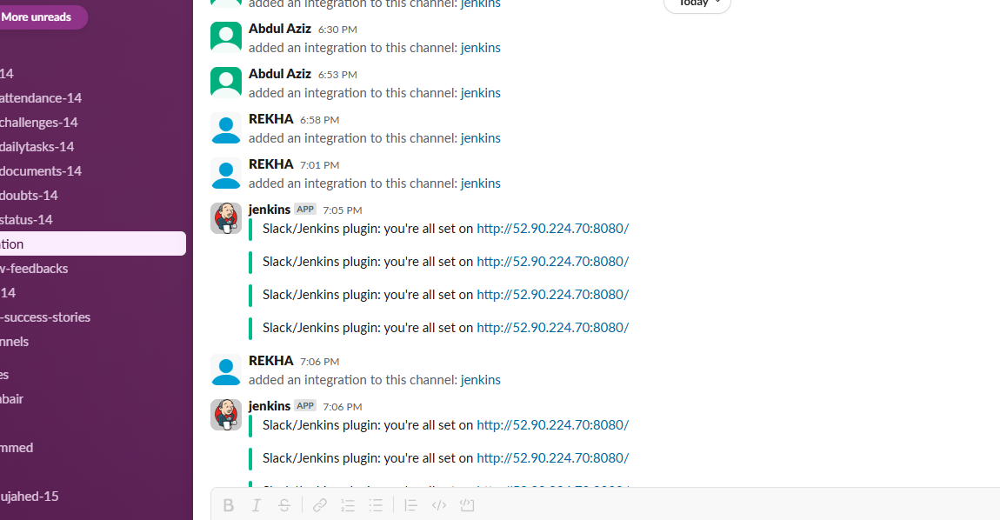 More unreads
14
attendance-14
challenges-14
dailytasks-14
documents-14
doubts-14
status-14
tion
v-feedbacks
14
-success-stories
nnels
es
nbair
mmed
ujahed-15
added an integration to this channel: jenkins
Today
Abdul Aziz 6:30 PM
added an integration to this channel: jenkins
Abdul Aziz 6:53 PM
added an integration to this channel: jenkins
REKHA 6:58 PM
added an integration to this channel: jenkins
REKHA 7:01 PM
added an integration to this channel: jenkins
jenkins APP 7:05 PM
Slack/Jenkins plugin: you're all set on http://52.90.224.70:8080/
Slack/Jenkins plugin: you're all set on http://52.90.224.70:8080/
Slack/Jenkins plugin: you're all set on http://52.90.224.70:8080/
Slack/Jenkins plugin: you're all set on http://52.90.224.70:8080/
REKHA 7:06 PM
added an integration to this channel: jenkins
jenkins APP 7:06 PM
Slack/Jenkins plugin: you're all set on http://52.90.224.70:8080/
Slack/Jenkins plugin: you're all set on http://52.90.224.70:8080/